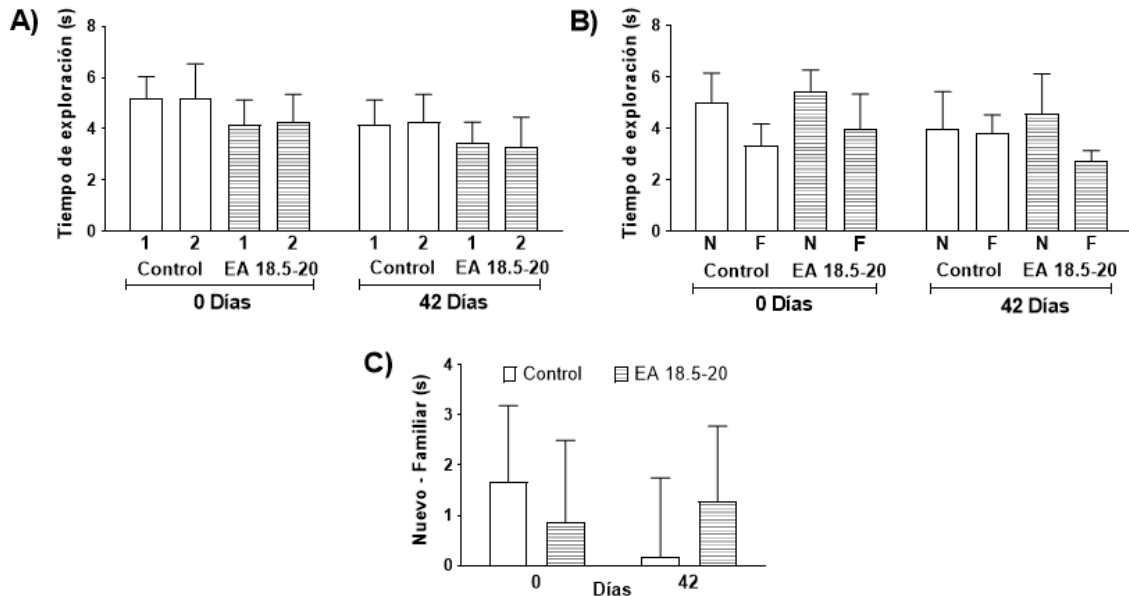 A)
Tiempo de exploración (s)
8
6
4
2
0
1 2 1 2 1 2 1 2
Control EA 18.5-20 Control EA 18.5-20
0 Días 42 Días
B)
Tiempo de exploración (s)
8
6
4
2
0
N F N F N F N F
Control EA 18.5-20 Control EA 18.5-20
0 Días 42 Días
C)
Nuevo - Familiar (s)
4
3
2
1
0
Control EA 18.5-20
0 42
Días